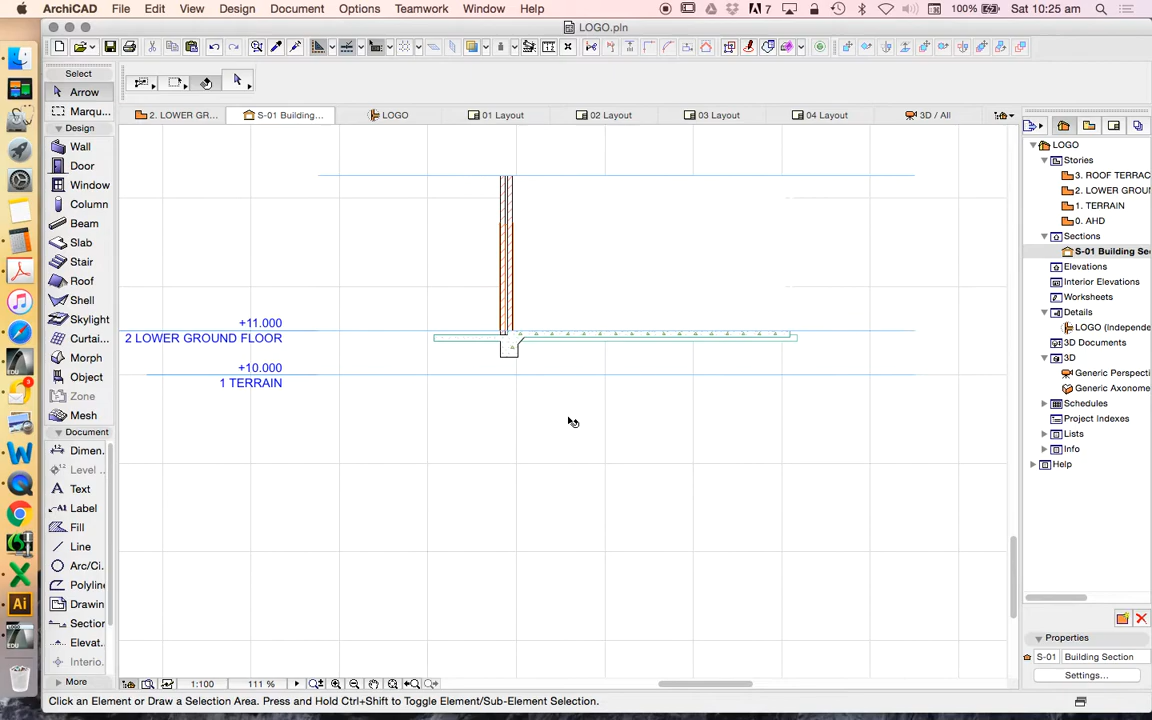 ArchiCAD File Edit View Design Document Options Teamwork Window Help 7 100% Sat 10:25 am
LOGO.pln
Select
Arrow
Marqu...
Design
Wall
Door
Window
Column
Beam
Slab
Stair
Roof
Shell
Skylight
Curtai...
Morph
Object
Zone
Mesh
Document
Dimen...
Level ...
A1
Text
Label
Fill
Line
Arc/Ci...
Polyline
Drawin
Section
Elevat...
Interio...
More
2. LOWER GR... S-01 Building... LOGO 01 Layout 02 Layout 03 Layout 04 Layout 3D / All
+11.000
2 LOWER GROUND FLOOR
+10.000
1 TERRAIN
LOGO
Stories
3. ROOF TERRAC
2. LOWER GROUN
1. TERRAIN
0. AHD
Sections
S-01 Building Se
Elevations
Interior Elevations
Worksheets
Details
LOGO (Independe
3D Documents
3D
Generic Perspecti
Generic Axonome
Schedules
Project Indexes
Lists
Info
Help
Properties
S-01 Building Section
Settings...
1:100 111 %
Click an Element or Draw a Selection Area. Press and Hold Ctrl+Shift to Toggle Element/Sub-Element Selection.